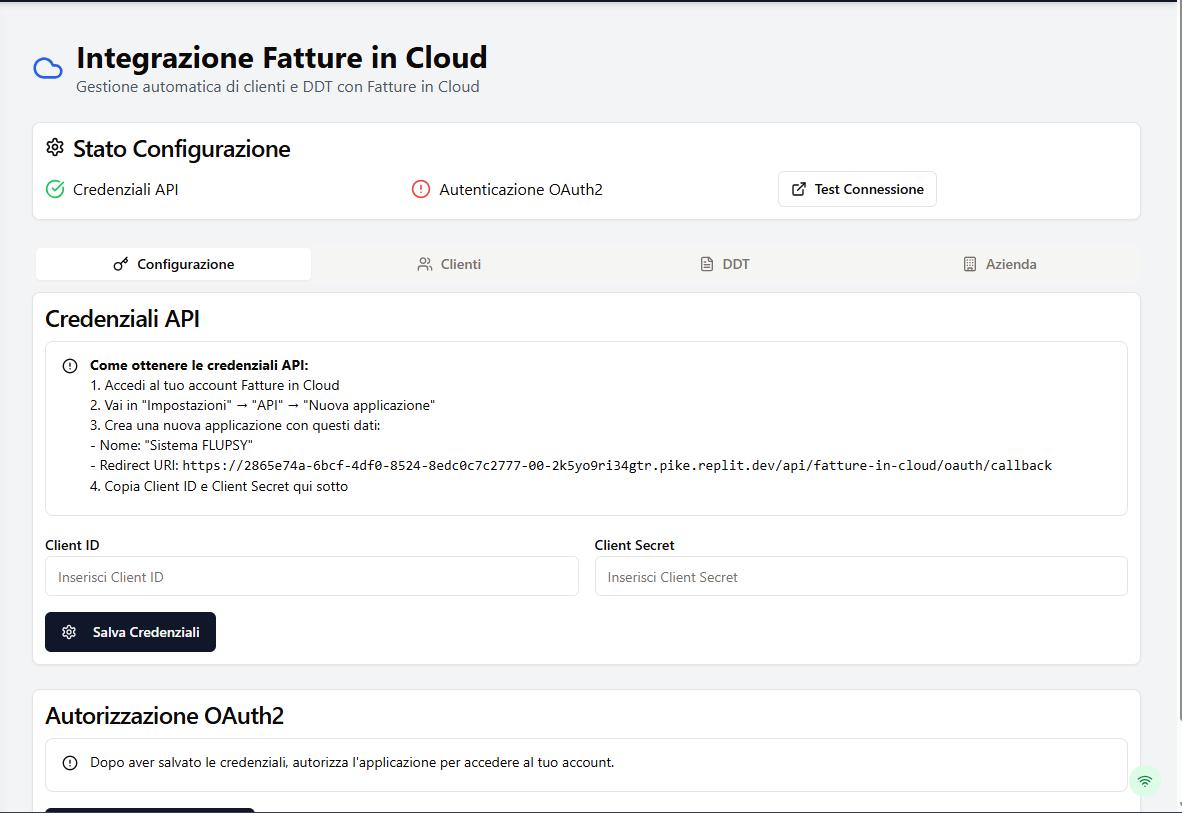 Integrazione Fatture in Cloud
Gestione automatica di clienti e DDT con Fatture in Cloud
Stato Configurazione
Credenziali API
Autenticazione OAuth2
Test Connessione
Configurazione
Clienti
DDT
Azienda
Credenziali API
Come ottenere le credenziali API:
1. Accedi al tuo account Fatture in Cloud
2. Vai in "Impostazioni" → "API" → "Nuova applicazione"
3. Crea una nuova applicazione con questi dati:
- Nome: "Sistema FLUPSY"
- Redirect URI: https://2865e74a-6bcf-4df0-8524-8edc0c7c2777-00-2k5yo9ri34gtr.pike.replit.dev/api/fatture-in-cloud/oauth/callback
4. Copia Client ID e Client Secret qui sotto
Client ID
Client Secret
Inserisci Client ID
Inserisci Client Secret
Salva Credenziali
Autorizzazione OAuth2
Dopo aver salvato le credenziali, autorizza l'applicazione per accedere al tuo account.